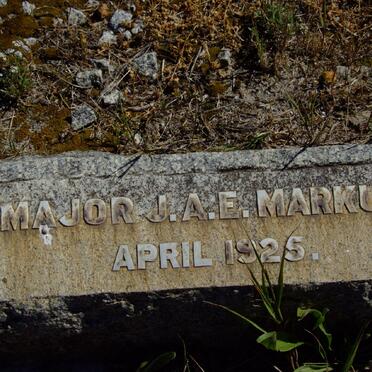 MAJOR J.A.E. MARKU
APRIL 1925.